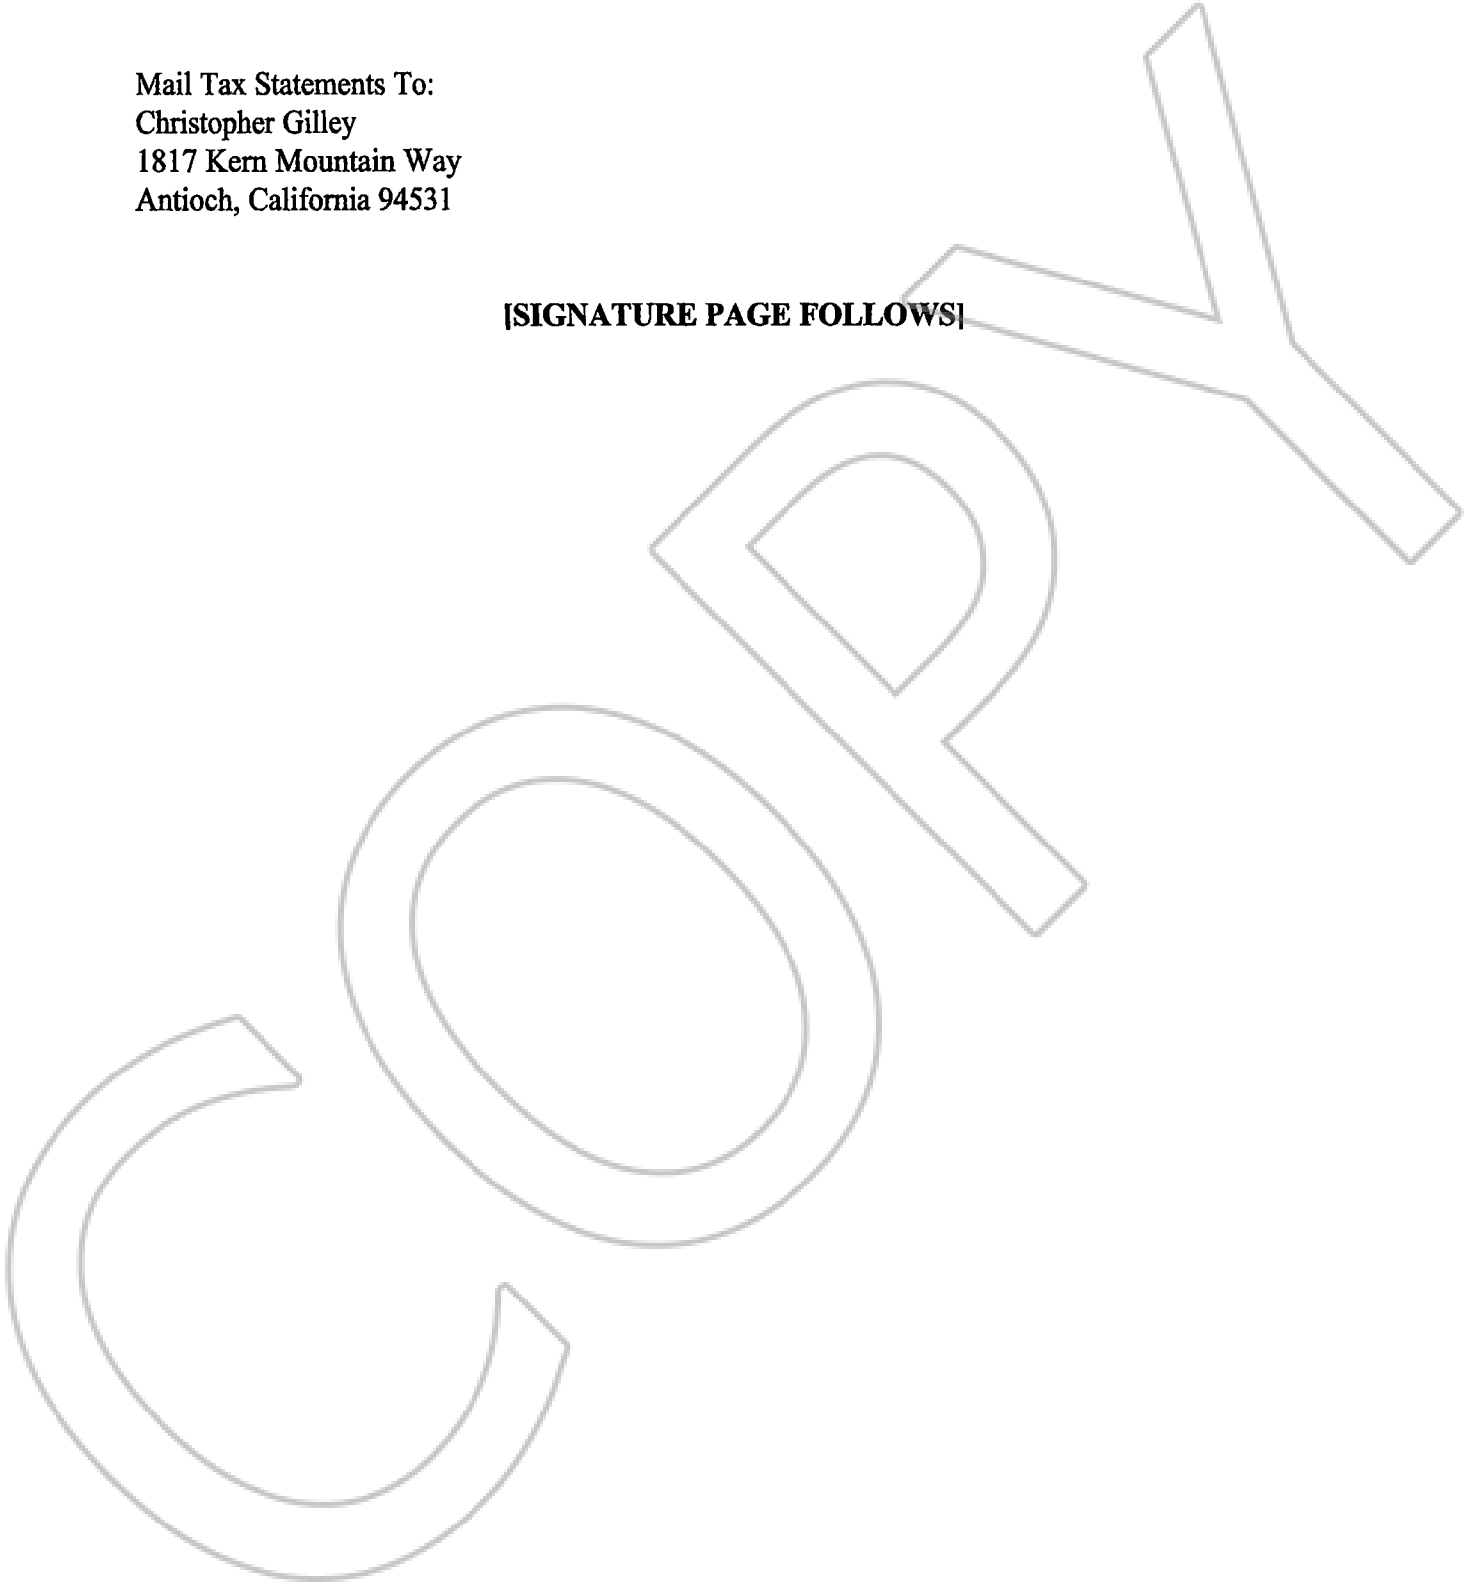 Mail Tax Statements To:
Christopher Gilley
1817 Kern Mountain Way
Antioch, California 94531
[SIGNATURE PAGE FOLLOWS]
COPY